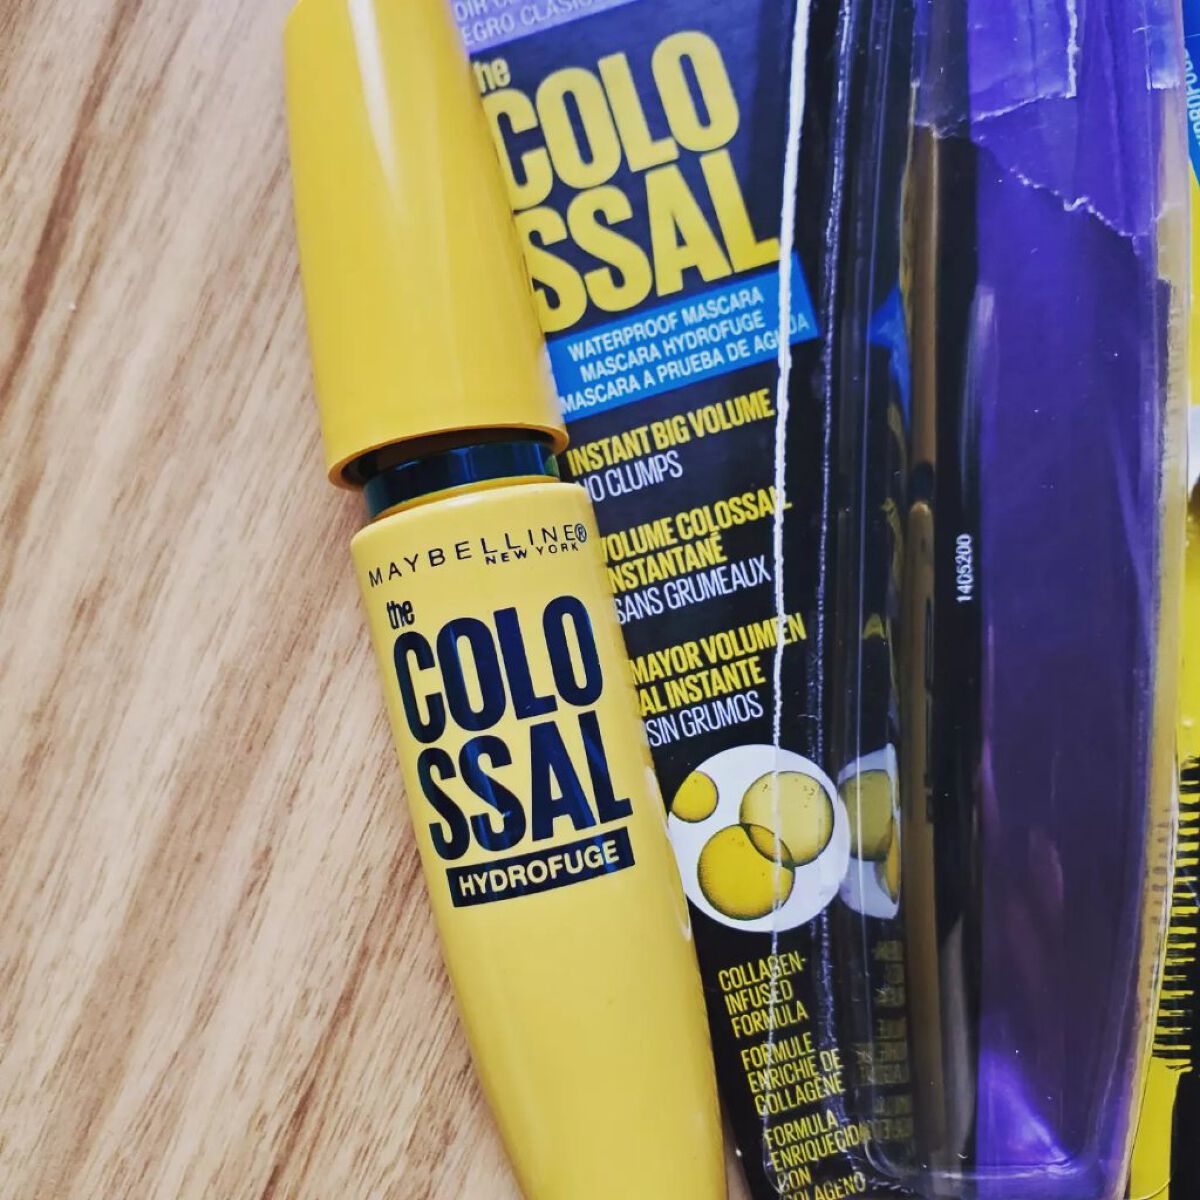 MAYBELLINE®
NEW YORK
the
COLO
SSAL
HYDROFUGE
the
COLO
SSAL
WATERPROOF MASCARA
MASCARA HYDROFUGE
MASCARA A PRUEBA DE AGUA
INSTANT BIG VOLUME
NO CLUMPS
VOLUME COLOSSAL
INSTANTANÉ
SANS GRUMEAUX
MAYOR VOLUMEN
AL INSTANTE
SIN GRUMOS
COLLAGEN-
INFUSED
FORMULA
FORMULE
ENRICHIE DE
COLLAGÈNE
FORMULA
ENRIQUECIDA
CON
COLAGENO
1405200